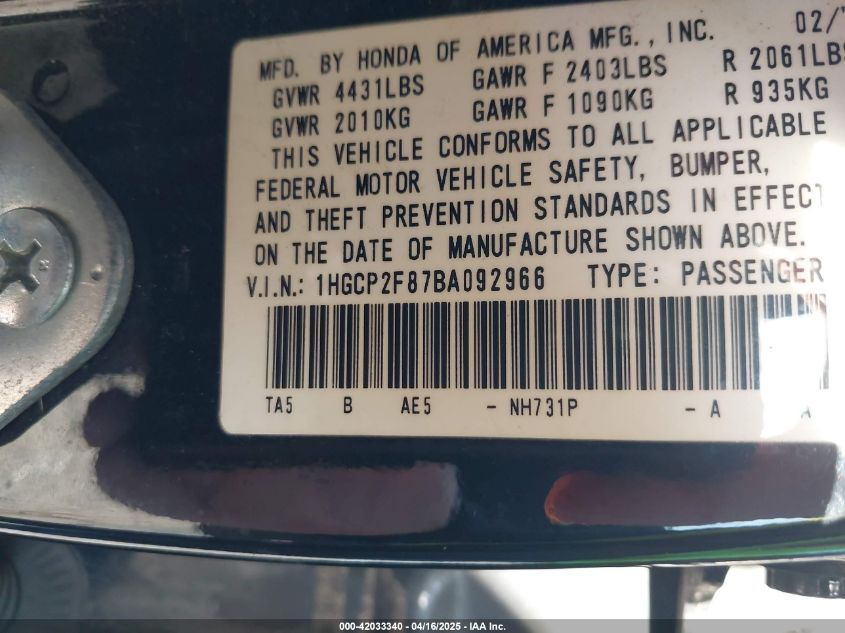 MFD. BY HONDA OF AMERICA MFG., INC. 02/
GVWR 4431LBS GAWR F 2403LBS R 2061LBS
GVWR 2010KG GAWR F 1090KG R 935KG
THIS VEHICLE CONFORMS TO ALL APPLICABLE
FEDERAL MOTOR VEHICLE SAFETY, BUMPER,
AND THEFT PREVENTION STANDARDS IN EFFECT
ON THE DATE OF MANUFACTURE SHOWN ABOVE.
V.I.N.: 1HGCP2F87BA092966 TYPE: PASSENGER
TA5 B AE5 - NH731P - A A
000-42033340 - 04/16/2025 - IAA Inc.